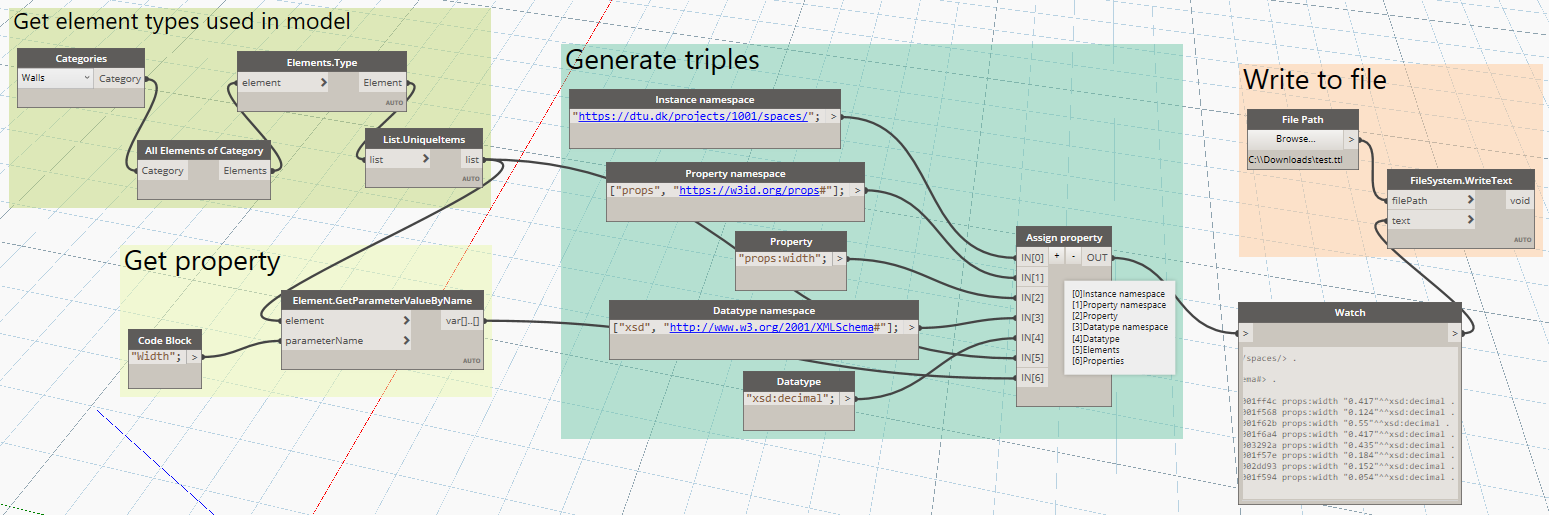 Get element types used in model
Categories
Walls
Category
Elements.Type
element > Element
AUTO
All Elements of Category
Category Elements
List.UniqueItems
list > list
AUTO
Get property
Element.GetParameterValueByName
element > var[]..[]
parameterName >
AUTO
Code Block
"Width"; >
Generate triples
Instance namespace
"https://dtu.dk/projects/1001/spaces/"; >
Property namespace
["props", "https://w3id.org/props#"]; >
Property
"props:width"; >
Datatype namespace
["xsd", "http://www.w3.org/2001/XMLSchema#"]; >
Datatype
"xsd:decimal"; >
Assign property
IN[0] + - OUT
IN[1]
IN[2]
IN[3]
IN[4]
IN[5]
IN[6]
[0]Instance namespace
[1]Property namespace
[2]Property
[3]Datatype namespace
[4]Datatype
[5]Elements
[6]Properties
Write to file
File Path
Browse... >
C:\Downloads\test.ttl
FileSystem.WriteText
filePath > void
text >
AUTO
Watch
> >
/spaces/> .
ema#> .
001ff4c props:width "0.417"^^xsd:decimal .
001f568 props:width "0.124"^^xsd:decimal .
001f62b props:width "0.55"^^xsd:decimal .
001f6a4 props:width "0.417"^^xsd:decimal .
003292a props:width "0.435"^^xsd:decimal .
001f57e props:width "0.184"^^xsd:decimal .
002dd93 props:width "0.152"^^xsd:decimal .
001f594 props:width "0.054"^^xsd:decimal .